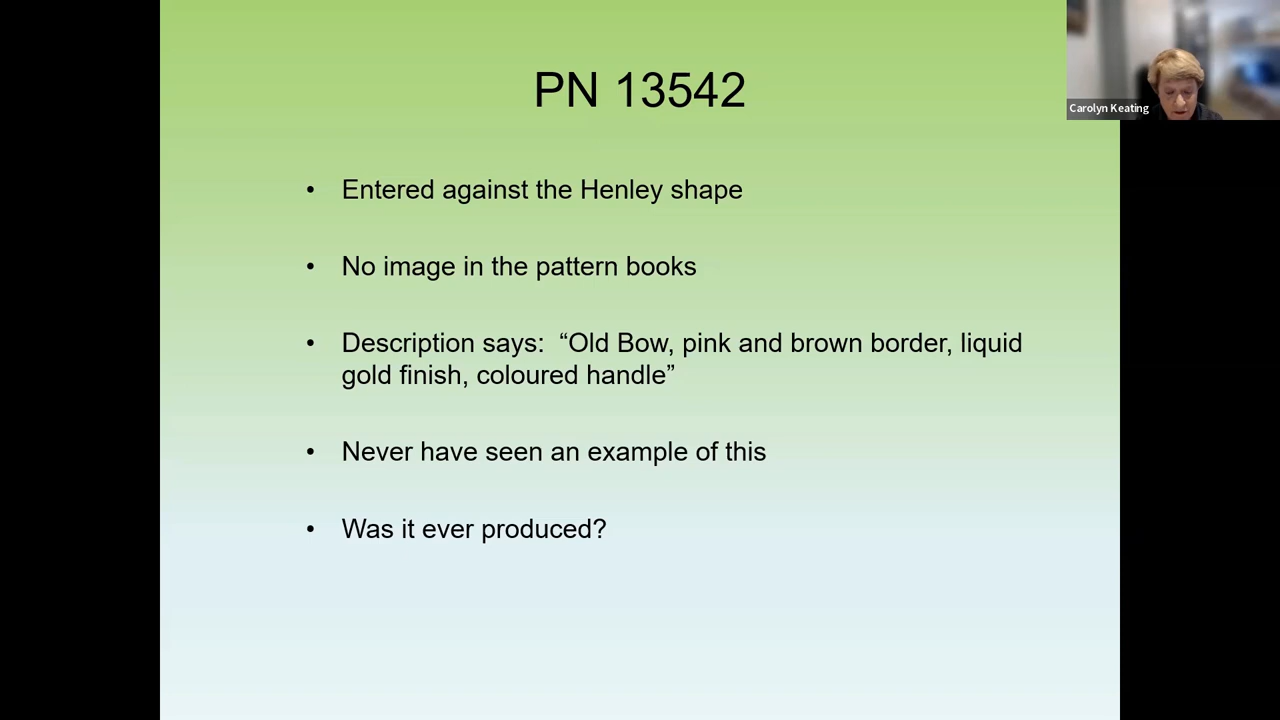 PN 13542
Carolyn Keating
• Entered against the Henley shape
• No image in the pattern books
• Description says:  “Old Bow, pink and brown border, liquid
gold finish, coloured handle”
• Never have seen an example of this
• Was it ever produced?